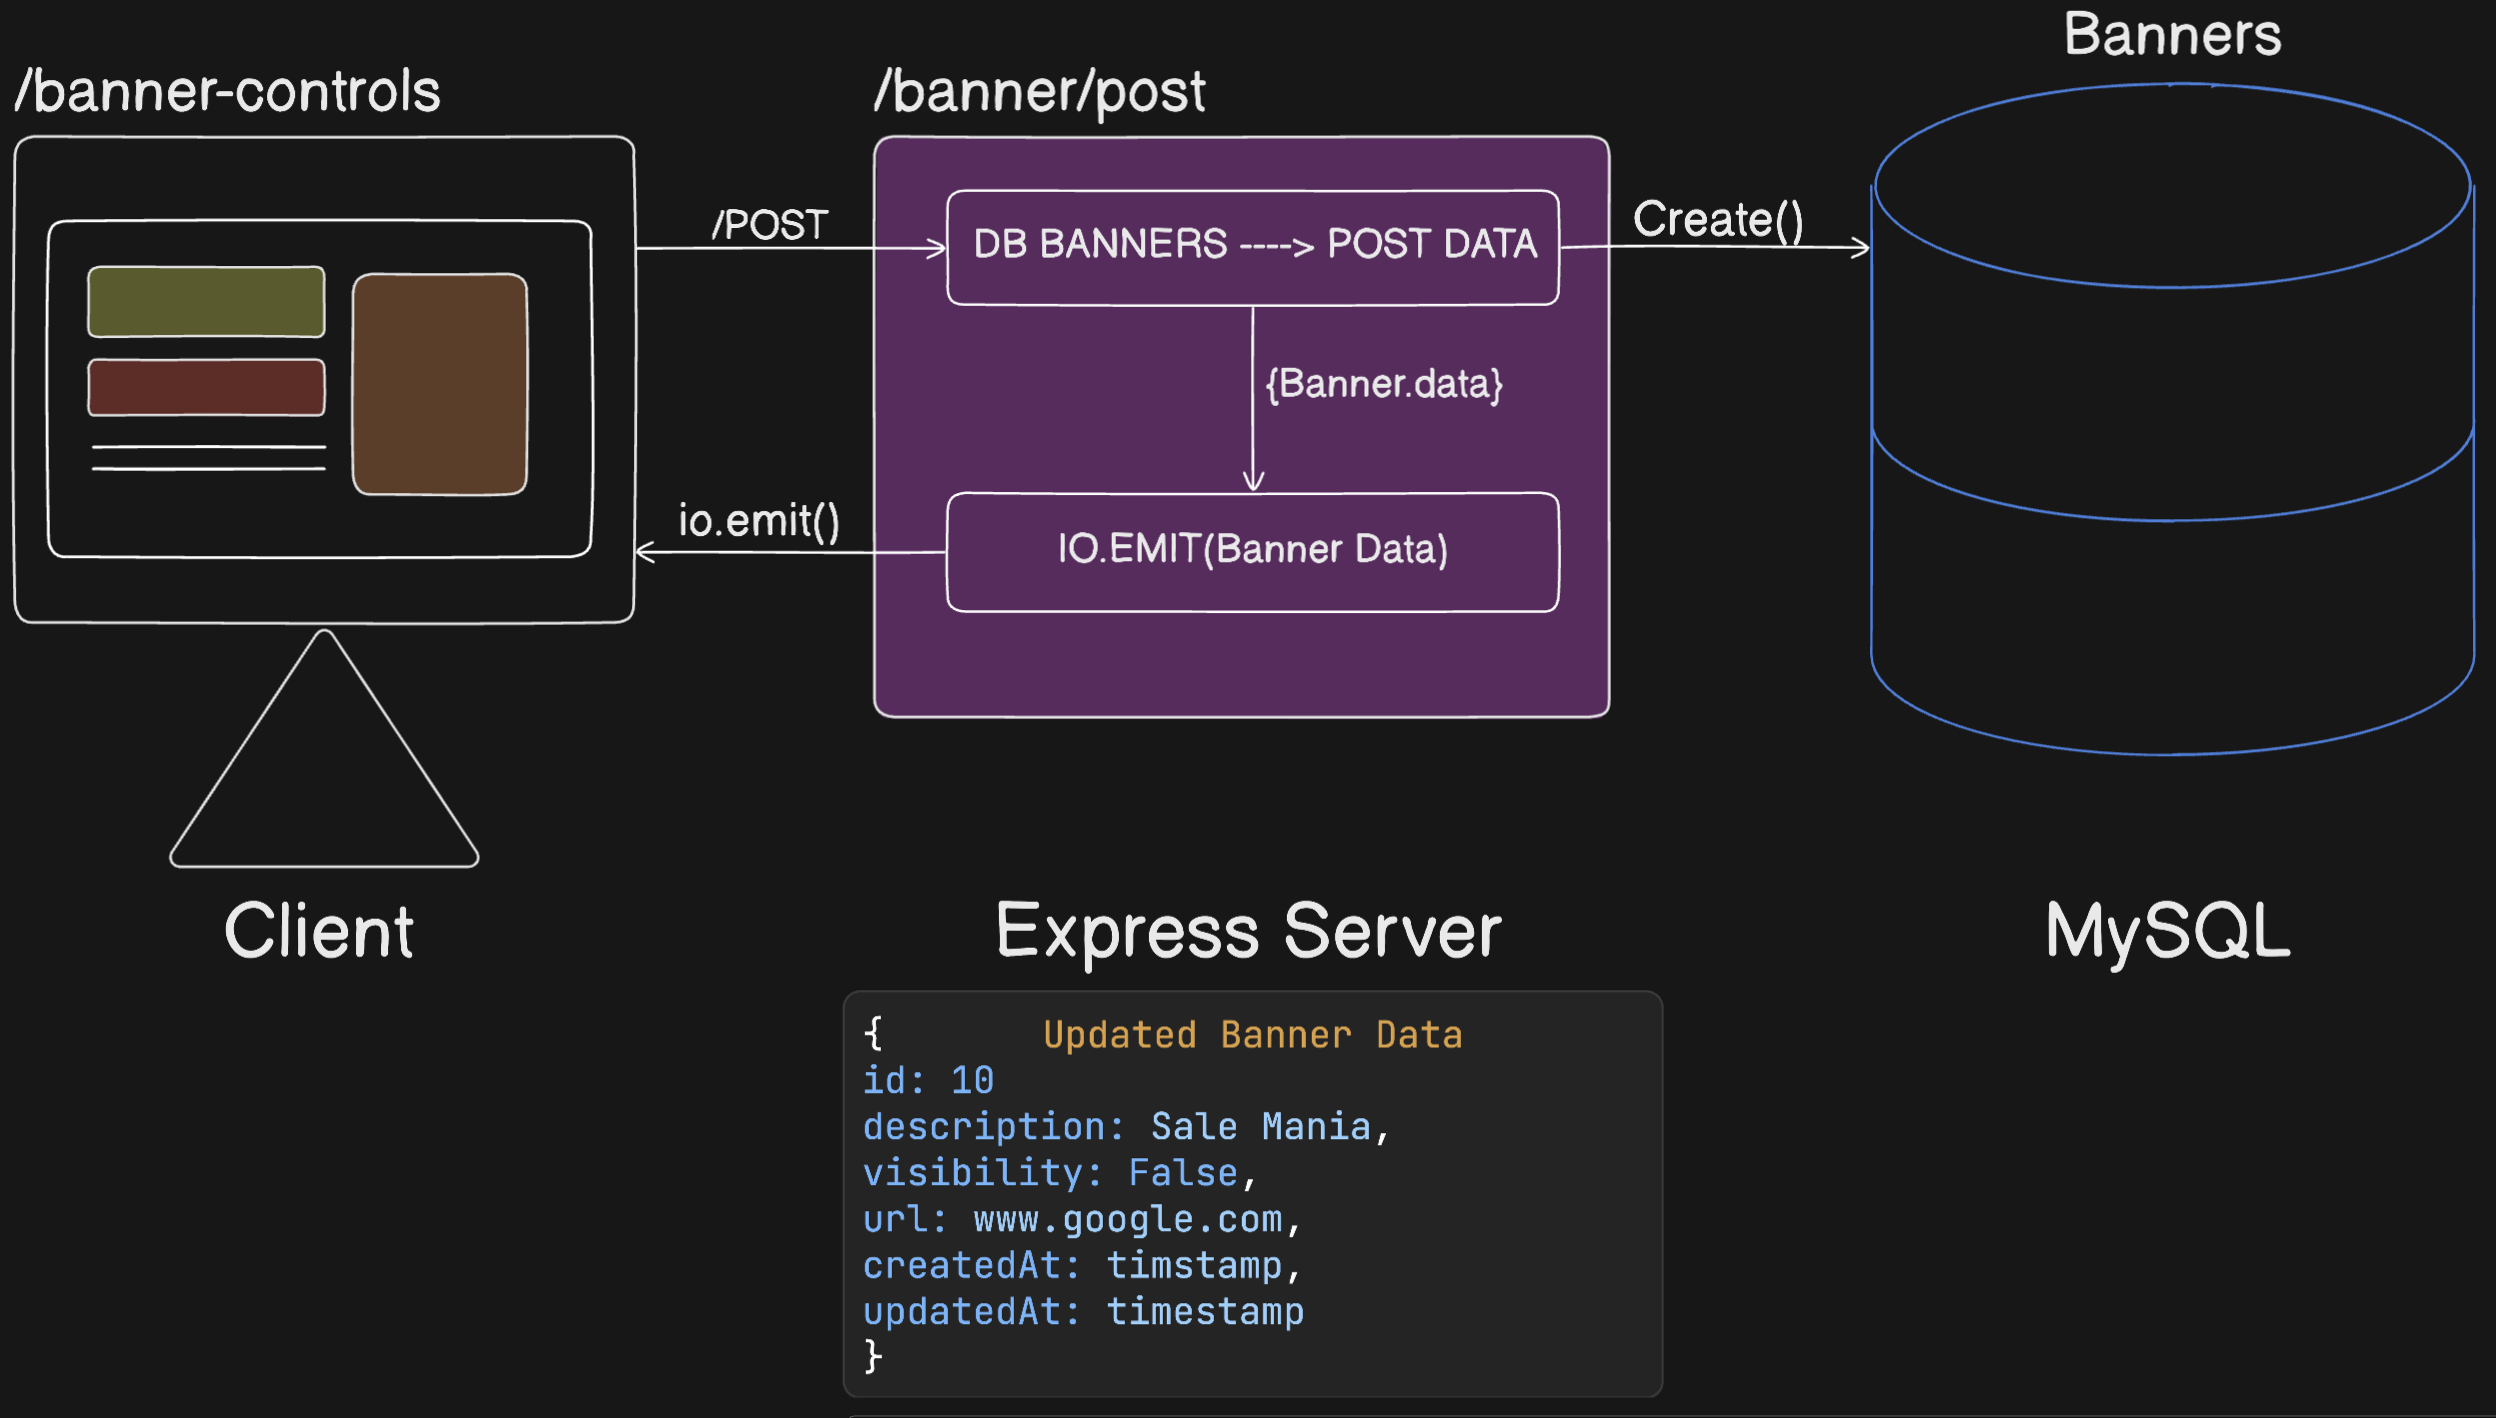 Banners
/banner-controls
/banner/post
/POST
DB BANNERS ----> POST DATA
Create()
{Banner.data}
io.emit()
IO.EMIT(Banner Data)
Client
Express Server
MySQL
{ Updated Banner Data
id: 10
description: Sale Mania,
visibility: False,
url: www.google.com,
createdAt: timstamp,
updatedAt: timestamp
}